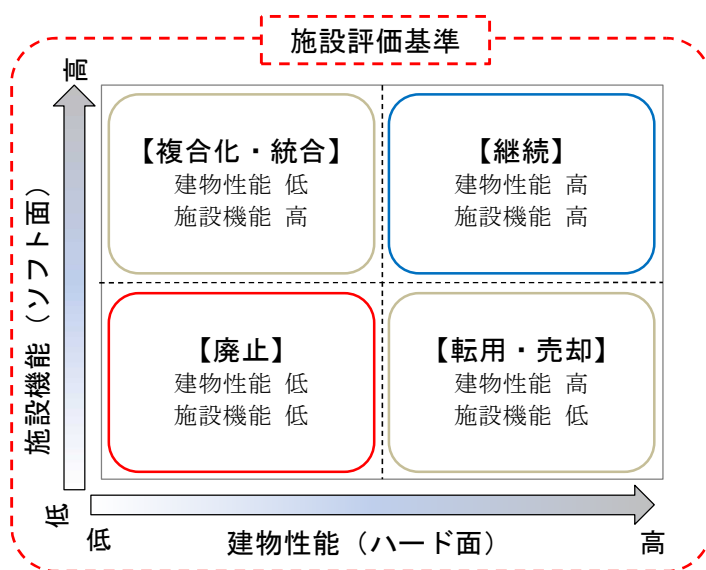 施設評価基準
高
施設機能（ソフト面）
低
【複合化・統合】
建物性能 低
施設機能 高
【継続】
建物性能 高
施設機能 高
【廃止】
建物性能 低
施設機能 低
【転用・売却】
建物性能 高
施設機能 低
低
建物性能（ハード面）
高